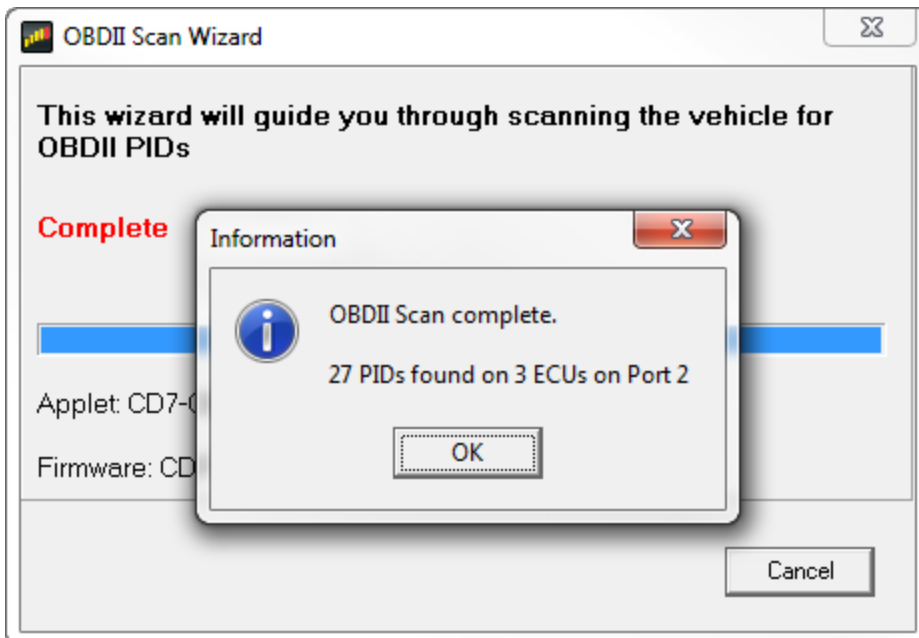 OBDII Scan Wizard
This wizard will guide you through scanning the vehicle for
OBDII PIDs
Complete
Information
OBDII Scan complete.
27 PIDs found on 3 ECUs on Port 2
OK
Applet: CD7-
Firmware: CD
Cancel